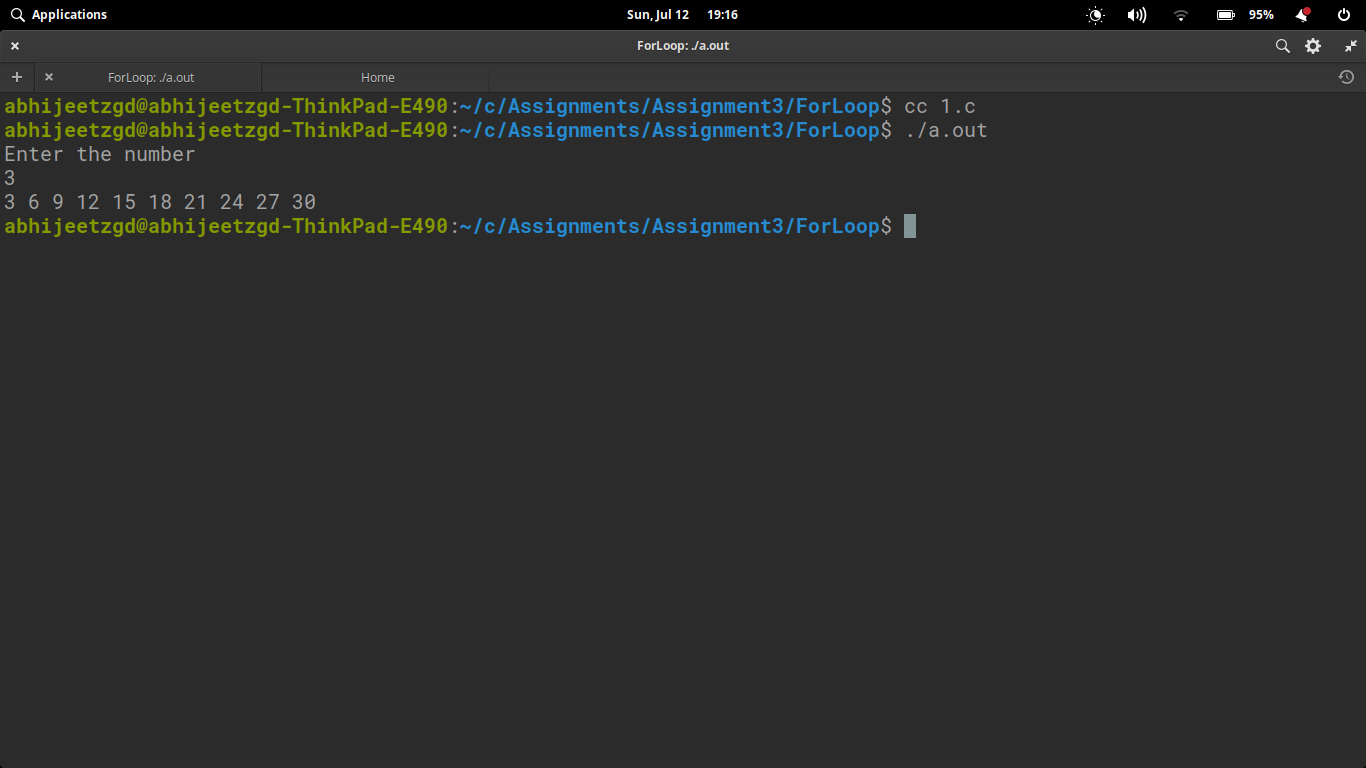 Applications Sun, Jul 12 19:16 95%
ForLoop: ./a.out
ForLoop: ./a.out Home
abhijeetzgd@abhijeetzgd-ThinkPad-E490:~/c/Assignments/Assignment3/ForLoop$ cc 1.c
abhijeetzgd@abhijeetzgd-ThinkPad-E490:~/c/Assignments/Assignment3/ForLoop$ ./a.out
Enter the number
3
3 6 9 12 15 18 21 24 27 30
abhijeetzgd@abhijeetzgd-ThinkPad-E490:~/c/Assignments/Assignment3/ForLoop$